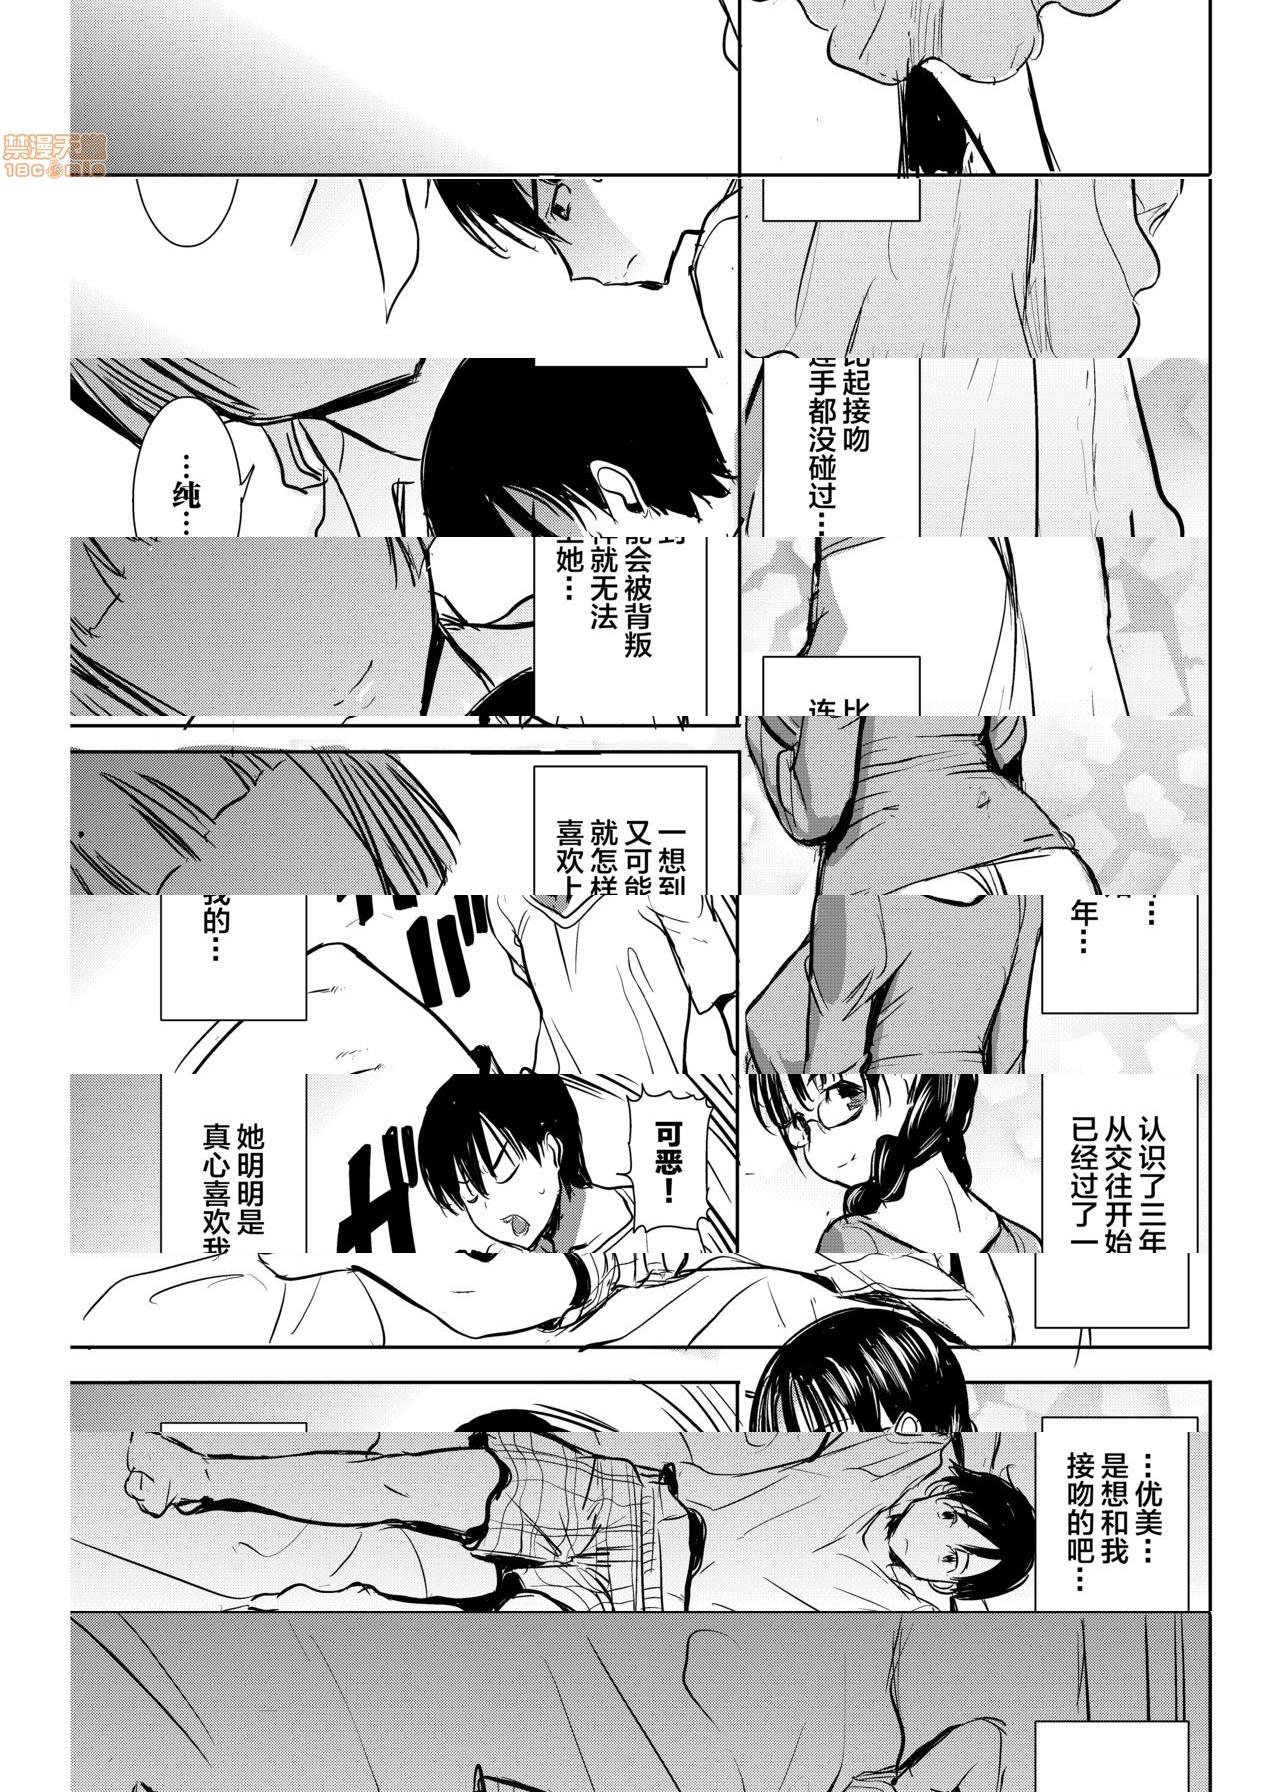 禁漫天堂
18comic
…优美…
是想和我
接吻的吧…
认识了三年…
从交往开始
已经过了一年…
可恶！
她明明是
真心喜欢我的…
比起接吻
连手都没碰过…
一想到
又可能会被背叛
就怎样就无法
喜欢上她…
…纯…